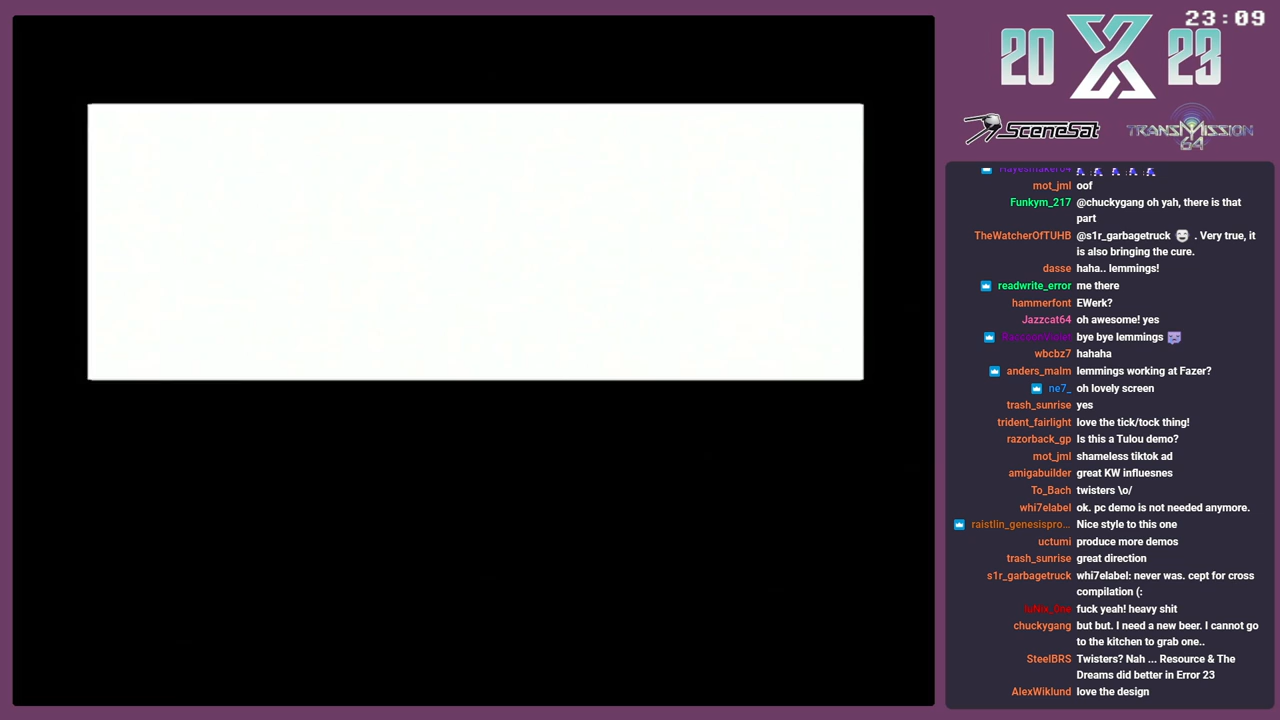 23:09
20 X 23
SceneSat
TRANSMISSION
64
Hayesmaker64
mot_jml oof
Funkym_217 @chuckygang oh yah, there is that
part
TheWatcherOfTUHB @s1r_garbagetruck . Very true, it
is also bringing the cure.
dasse haha.. lemmings!
readwrite_error me there
hammerfont EWerk?
Jazzcat64 oh awesome! yes
RaccoonViolet bye bye lemmings
wbcbz7 hahaha
anders_malm lemmings working at Fazer?
ne7_ oh lovely screen
trash_sunrise yes
trident_fairlight love the tick/tock thing!
razorback_gp Is this a Tulou demo?
mot_jml shameless tiktok ad
amigabuilder great KW influesnes
To_Bach twisters \o/
whi7elabel ok. pc demo is not needed anymore.
raistlin_genesispro... Nice style to this one
uctumi produce more demos
trash_sunrise great direction
s1r_garbagetruck whi7elabel: never was. cept for cross
compilation (:
fuck yeah! heavy shit
chuckygang but but. I need a new beer. I cannot go
to the kitchen to grab one..
SteelBRS Twisters? Nah ... Resource & The
Dreams did better in Error 23
AlexWiklund love the design